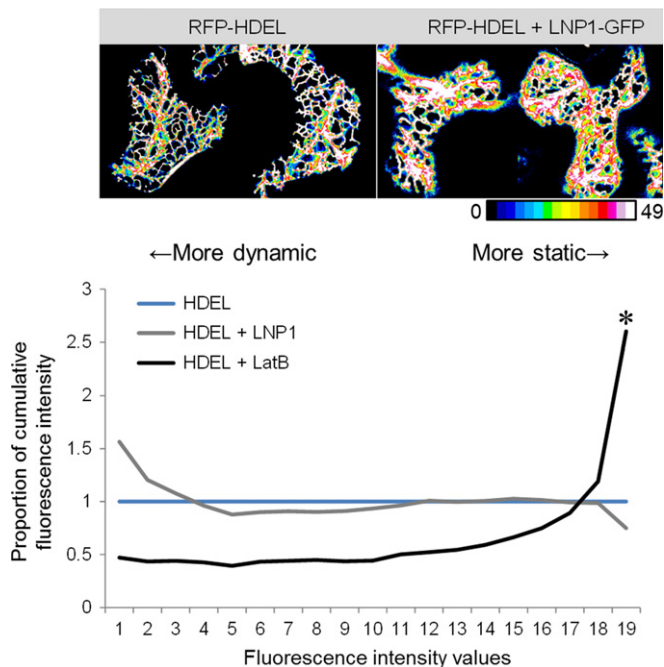 RFP-HDEL
RFP-HDEL + LNP1-GFP
0 49
←More dynamic
More static→
3
2.5
2
1.5
1
0.5
0
HDEL
HDEL + LNP1
HDEL + LatB
*
Proportion of cumulative
fluorescence intensity
1 2 3 4 5 6 7 8 9 10 11 12 13 14 15 16 17 18 19
Fluorescence intensity values